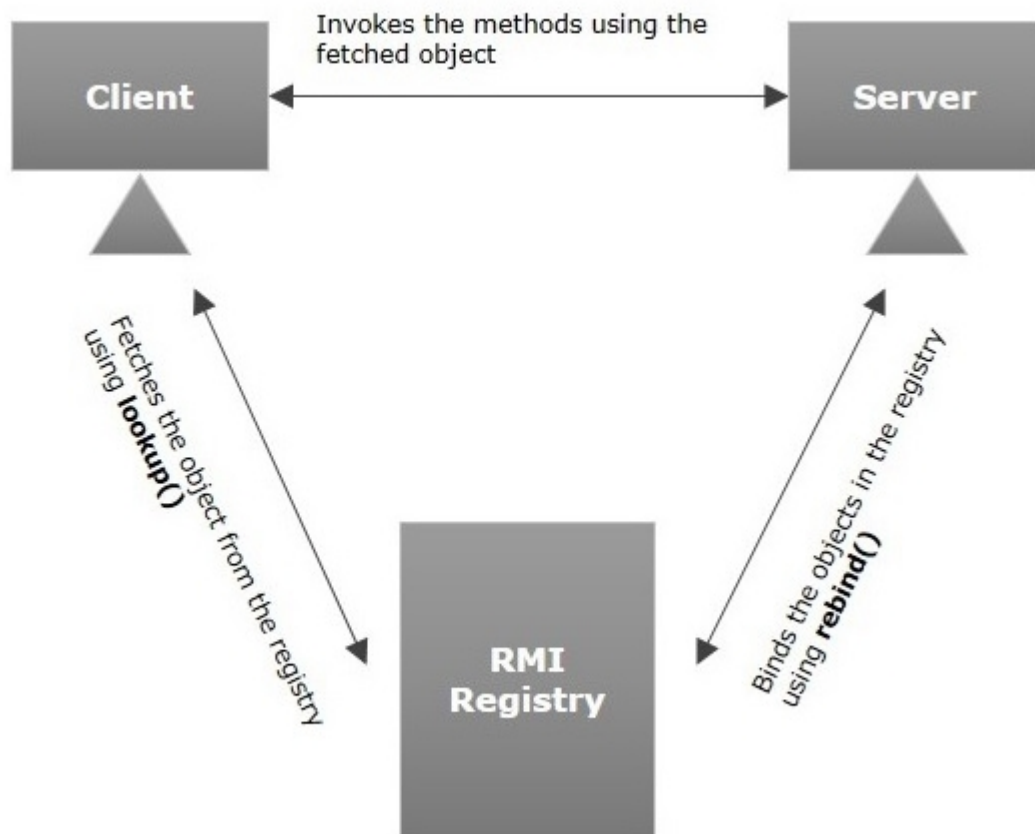 Invokes the methods using the
fetched object
Client
Server
Fetches the object from the registry
using lookup()
Binds the objects in the registry
using rebind()
RMI
Registry